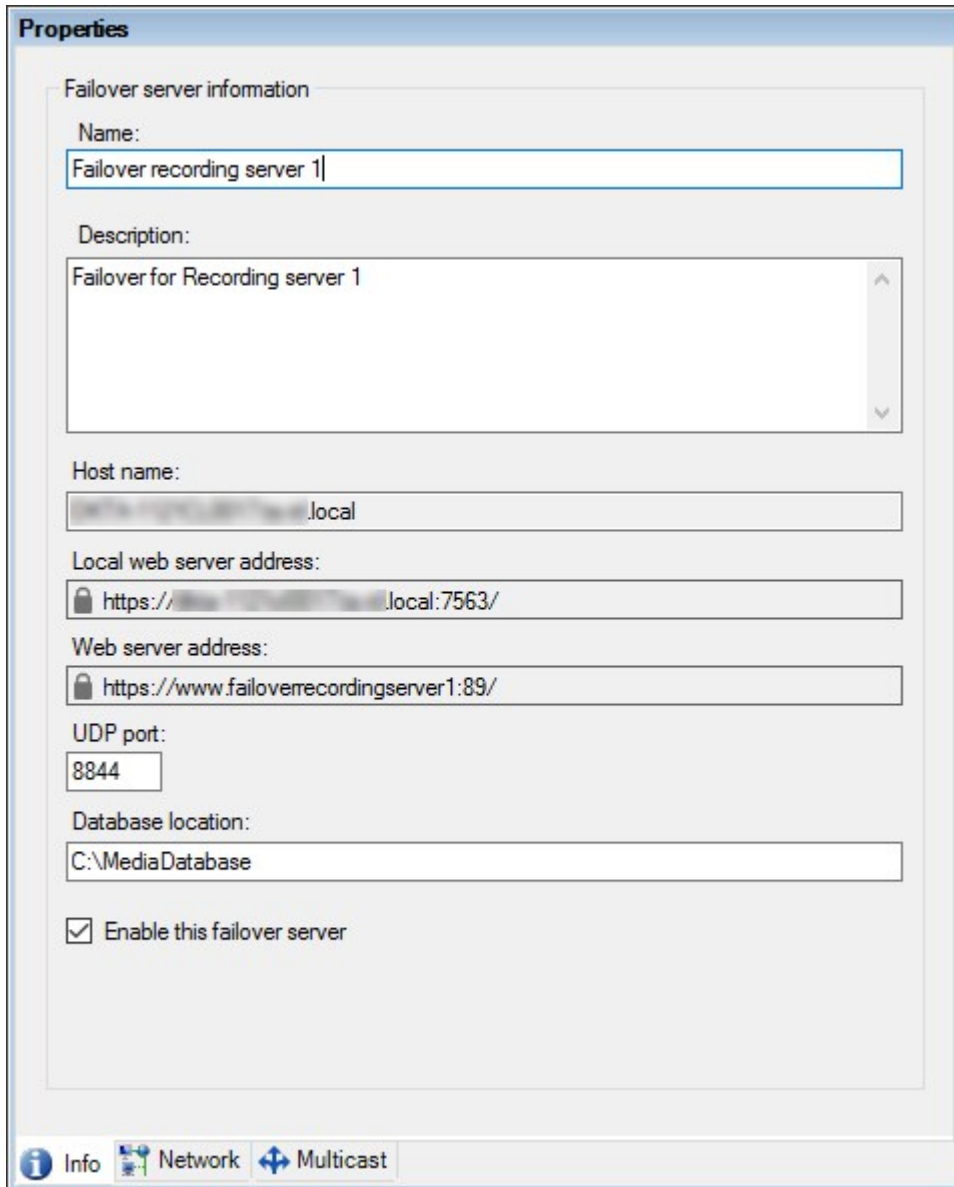 Properties
Failover server information
Name:
Failover recording server 1
Description:
Failover for Recording server 1
Host name:
.local
Local web server address:
https:// .local:7563/
Web server address:
https://www.failoverrecordingserver1:89/
UDP port:
8844
Database location:
C:\MediaDatabase
Enable this failover server
Info Network Multicast